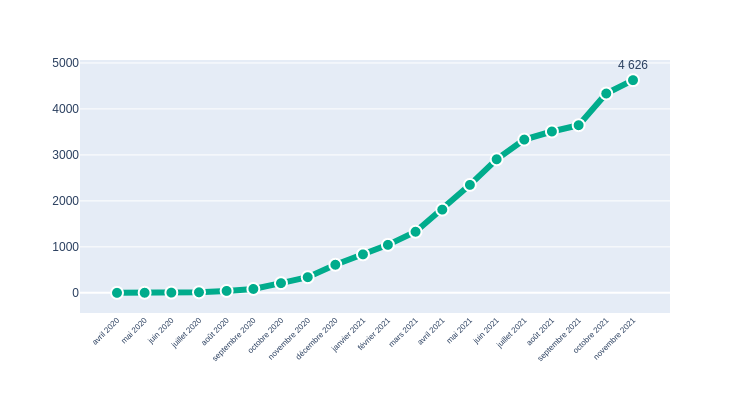 5000
4 626
4000
3000
2000
1000
0
avril 2020
mai 2020
juin 2020
juillet 2020
août 2020
septembre 2020
octobre 2020
novembre 2020
décembre 2020
janvier 2021
février 2021
mars 2021
avril 2021
mai 2021
juin 2021
juillet 2021
août 2021
septembre 2021
octobre 2021
novembre 2021